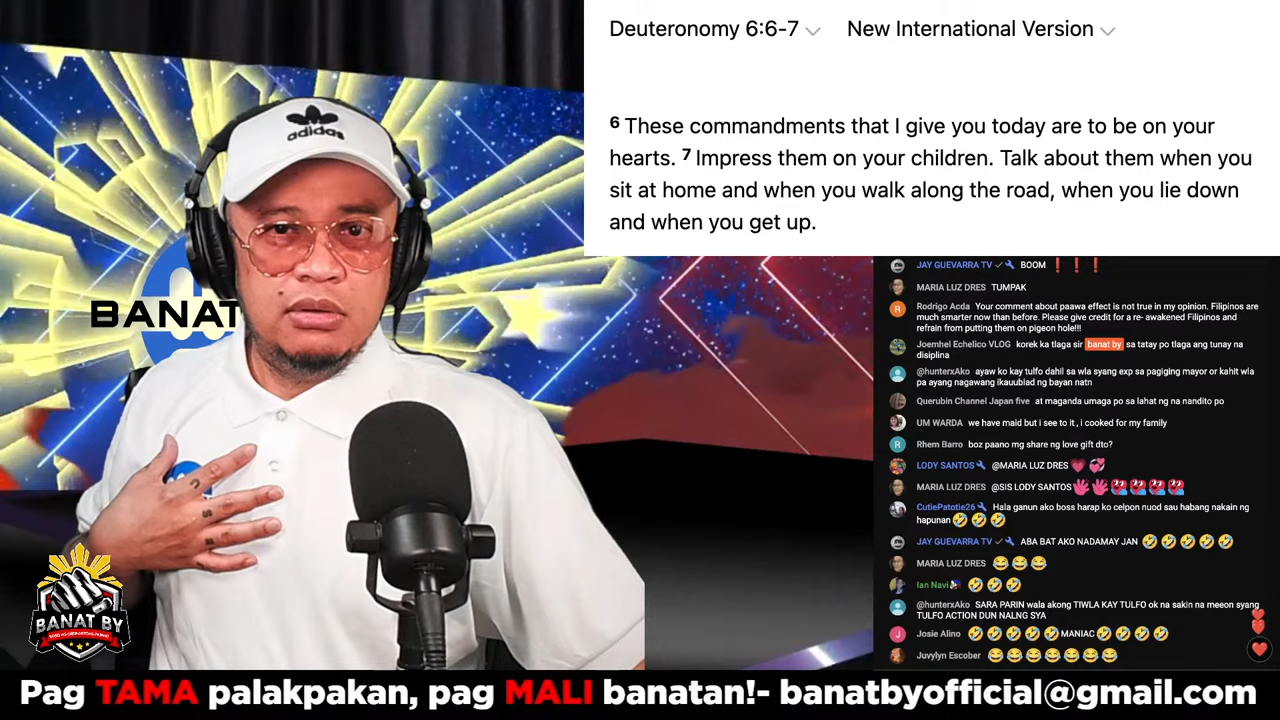 Deuteronomy 6:6-7 New International Version
6 These commandments that I give you today are to be on your
hearts. 7 Impress them on your children. Talk about them when you
sit at home and when you walk along the road, when you lie down
and when you get up.
adidas
BANAT
JAY GUEVARRA TV BOOM ❗ ❗ ❗
MARIA LUZ DRES TUMPAK
R
Rodrigo Acda Your comment about paawa effect is not true in my opinion. Filipinos are
much smarter now than before. Please give credit for a re- awakened Filipinos and
refrain from putting them on pigeon hole!!!
Joemhel Echelico VLOG korek ka tlaga sir banat by sa tatay po tlaga ang tunay na
disiplina
@hunterxAko ayaw ko kay tulfo dahil sa wla syang exp sa pagiging mayor or kahit wla
pa ayang nagawang ikauublad ng bayan natn
Querubin Channel Japan five at maganda umaga po sa lahat ng na nandito po
UM WARDA we have maid but i see to it , i cooked for my family
R
Rhem Barro boz paano mg share ng love gift dto?
LODY SANTOS @MARIA LUZ DRES
MARIA LUZ DRES @SIS LODY SANTOS
CutiePatotie26 Hala ganun ako boss harap ko celpon nuod sau habang nakain ng
hapunan 🤣 🤣 🤣
JAY GUEVARRA TV ABA BAT AKO NADAMAY JAN 🤣 🤣 🤣 🤣 🤣
MARIA LUZ DRES 😂 😂 😂
Ian Navi 🤣 🤣 🤣
@hunterxAko SARA PARIN wala akong TIWLA KAY TULFO ok na sakin na meeon syang
TULFO ACTION DUN NALNG SYA
J
Josie Alino 🤣 🤣 🤣 🤣 🤣 MANIAC 🤣 🤣 🤣 🤣
Juvylyn Escober 😂 😂 😂 😂 😂 😂 😂
BANAT BY
Pag TAMA palakpakan, pag MALI banatan!- banatbyofficial@gmail.com